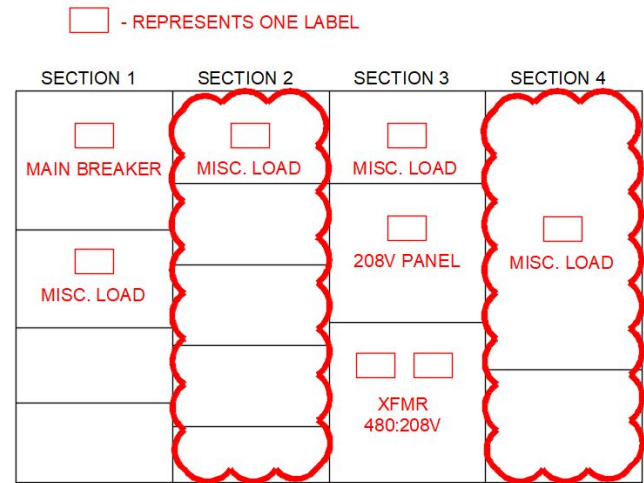 - REPRESENTS ONE LABEL
SECTION 1 SECTION 2 SECTION 3 SECTION 4
MAIN BREAKER MISC. LOAD MISC. LOAD
208V PANEL MISC. LOAD
MISC. LOAD
XFMR
480:208V